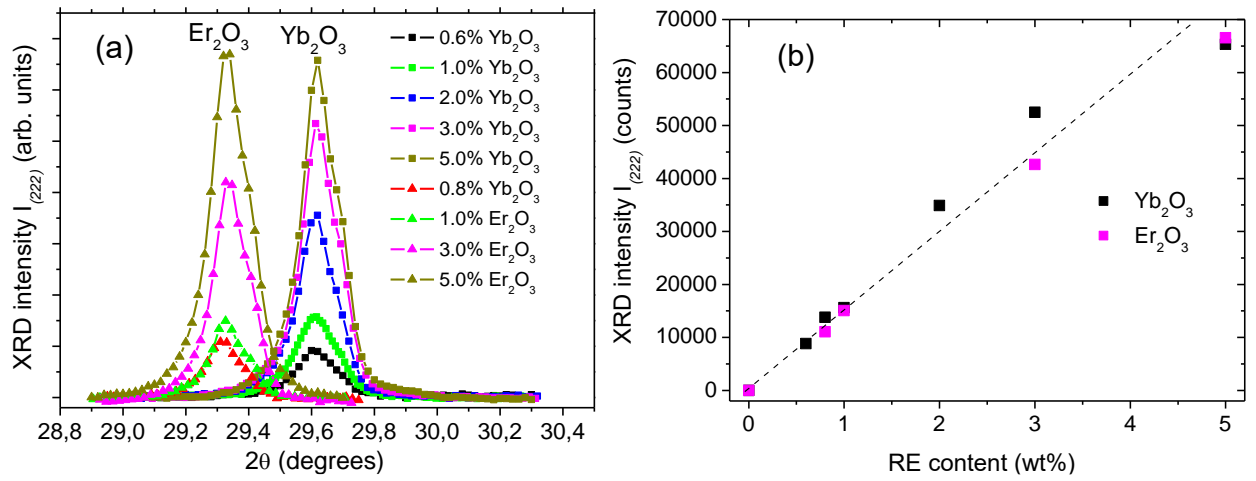 (a)
Er2O3
Yb2O3
0.6% Yb2O3
1.0% Yb2O3
2.0% Yb2O3
3.0% Yb2O3
5.0% Yb2O3
0.8% Yb2O3
1.0% Er2O3
3.0% Er2O3
5.0% Er2O3
XRD intensity I(222) (arb. units)
28,8 29,0 29,2 29,4 29,6 29,8 30,0 30,2 30,4
2θ (degrees)
(b)
70000
60000
50000
40000
30000
20000
10000
0
XRD intensity I(222) (counts)
Yb2O3
Er2O3
0 1 2 3 4 5
RE content (wt%)